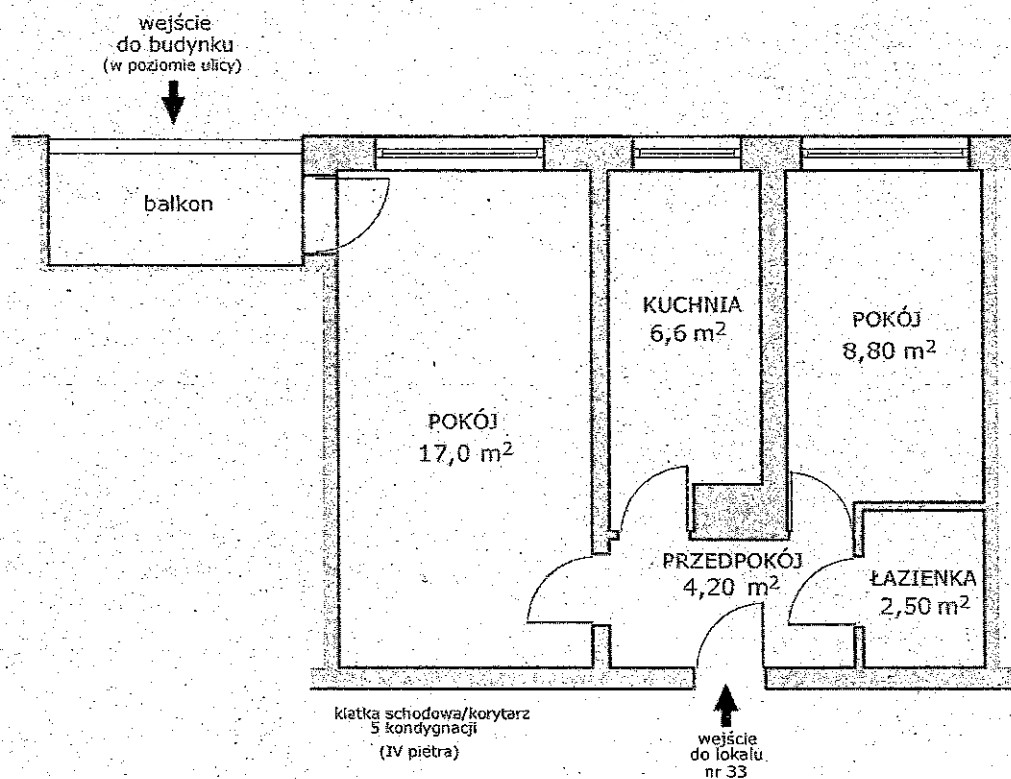 wejście
do budynku
(w poziomie ulicy)
balkon
KUCHNIA
6,6 m²
POKÓJ
8,80 m²
POKÓJ
17,0 m²
PRZEDPOKÓJ
4,20 m²
ŁAZIENKA
2,50 m²
klatka schodowa/korytarz
5 kondygnacji
(IV piętra)
wejście
do lokalu
nr 33